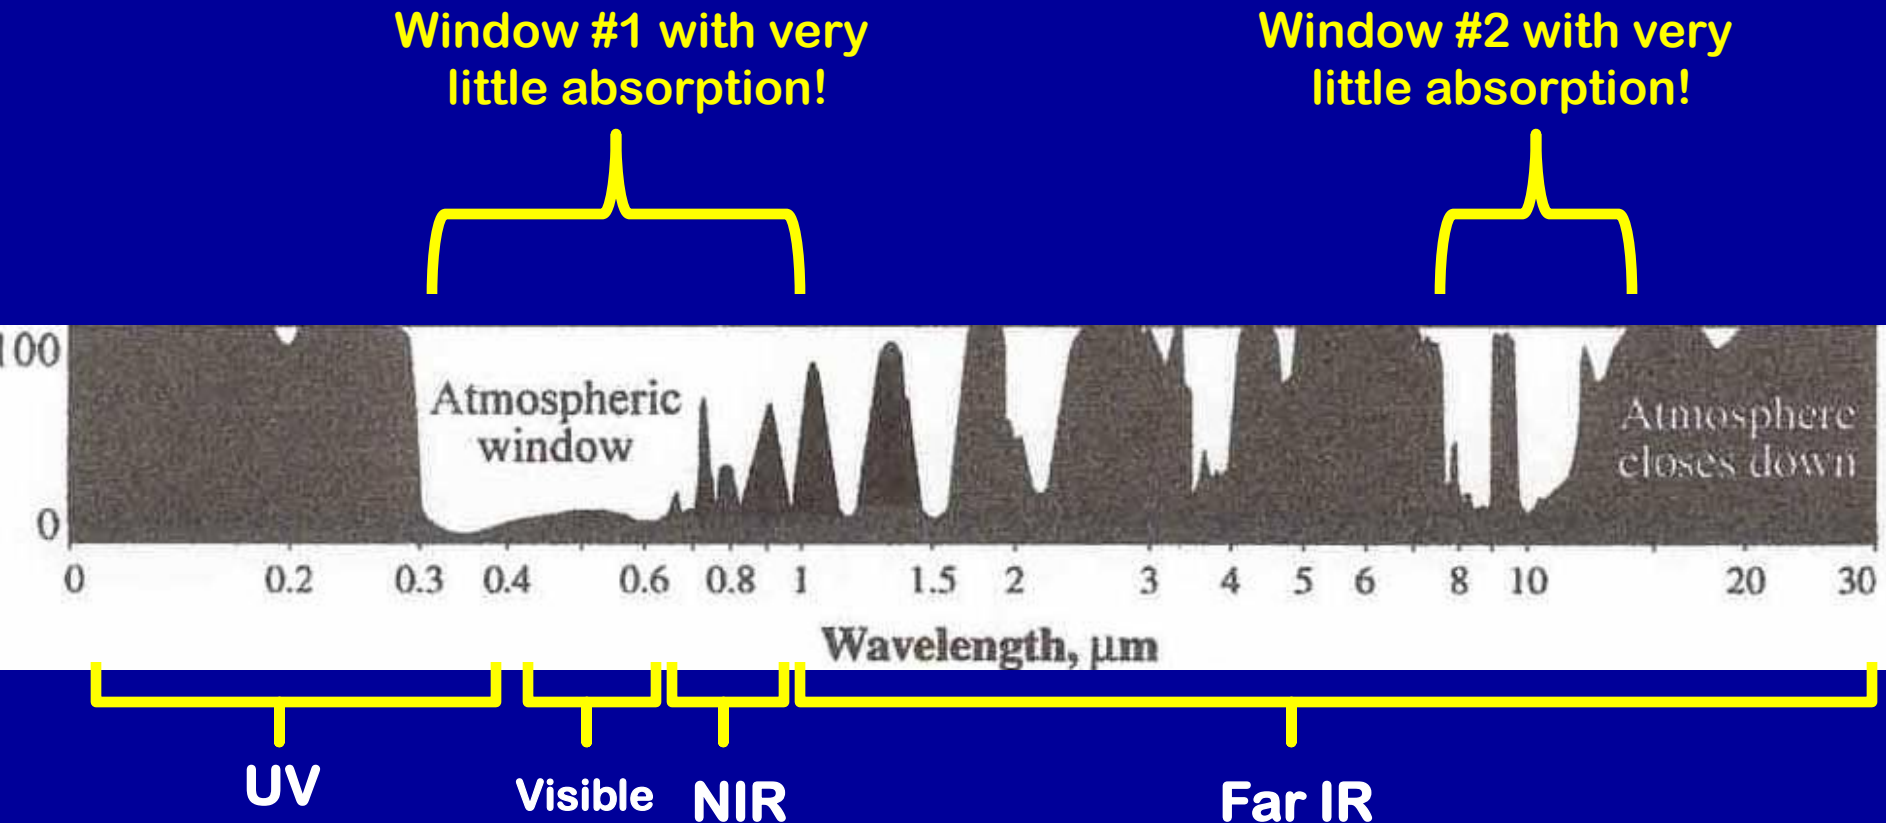 Window #1 with very
little absorption!
Window #2 with very
little absorption!
100
Atmospheric
window
Atmosphere
closes down
0
0 0.2 0.3 0.4 0.6 0.8 1 1.5 2 3 4 5 6 8 10 20 30
Wavelength, μm
UV
Visible
NIR
Far IR